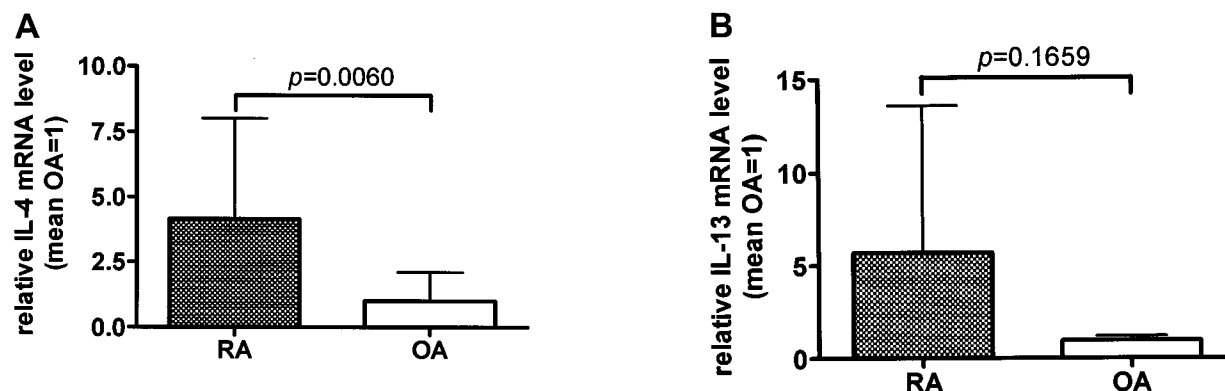 A
relative IL-4 mRNA level
(mean OA=1)
10.0
7.5
5.0
2.5
0.0
p=0.0060
RA
OA
B
relative IL-13 mRNA level
(mean OA=1)
15
10
5
0
p=0.1659
RA
OA